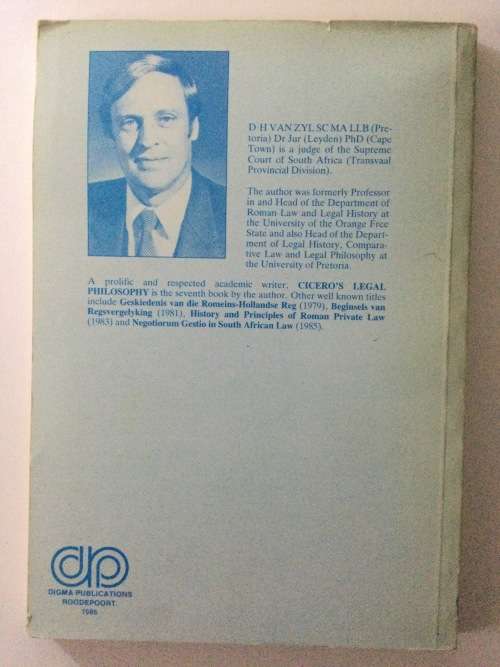 D H VAN ZYL SC MA LLB (Pre-
toria) Dr Jur (Leyden) PhD (Cape
Town) is a judge of the Supreme
Court of South Africa (Transvaal
Provincial Division).
The author was formerly Professor
in and Head of the Department of
Roman Law and Legal History at
the University of the Orange Free
State and also Head of the Depart-
ment of Legal History, Compara-
tive Law and Legal Philosophy at
the University of Pretoria.
A prolific and respected academic writer, CICERO'S LEGAL
PHILOSOPHY is the seventh book by the author. Other well known titles
include Geskiedenis van die Romeins-Hollandse Reg (1979), Beginsels van
Regsvergelyking (1981), History and Principles of Roman Private Law
(1983) and Negotiorum Gestio in South African Law (1985).
dp
DIGMA PUBLICATIONS
ROODEPOORT
1986